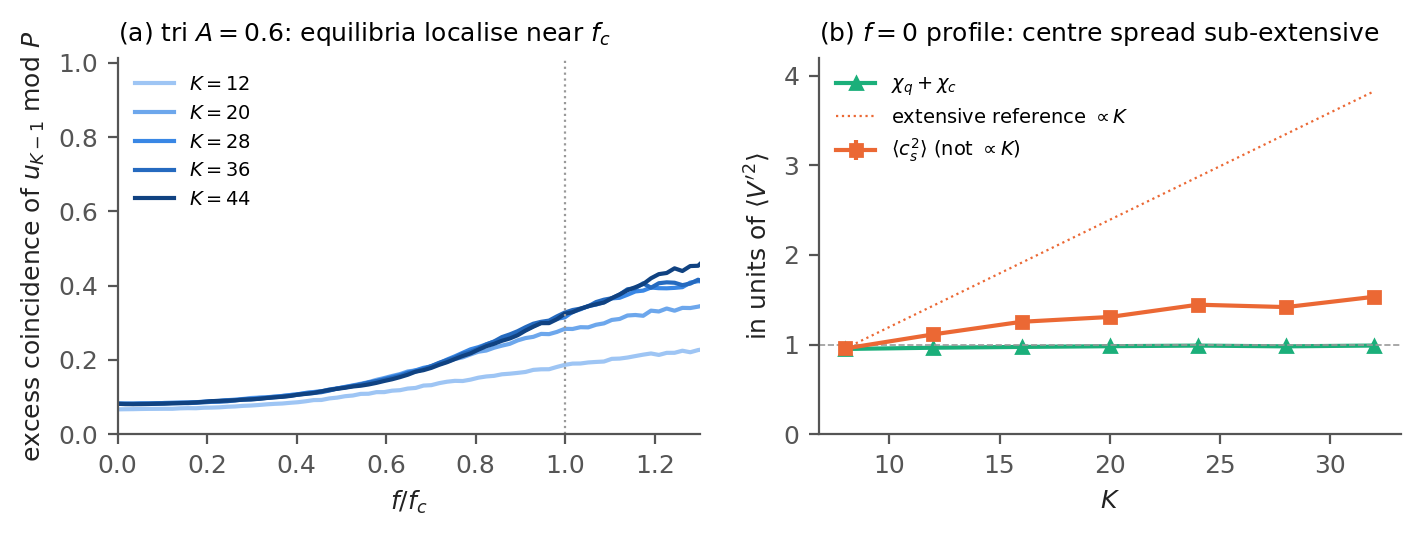 (a) tri A = 0.6: equilibria localise near f_c
excess coincidence of u_{K−1} mod P
1.0
0.8
0.6
0.4
0.2
0.0
K = 12
K = 20
K = 28
K = 36
K = 44
0.0 0.2 0.4 0.6 0.8 1.0 1.2
f/f_c
(b) f = 0 profile: centre spread sub-extensive
in units of ⟨V′²⟩
4
3
2
1
0
χ_q + χ_c
extensive reference ∝ K
⟨c_s²⟩ (not ∝ K)
10 15 20 25 30
K